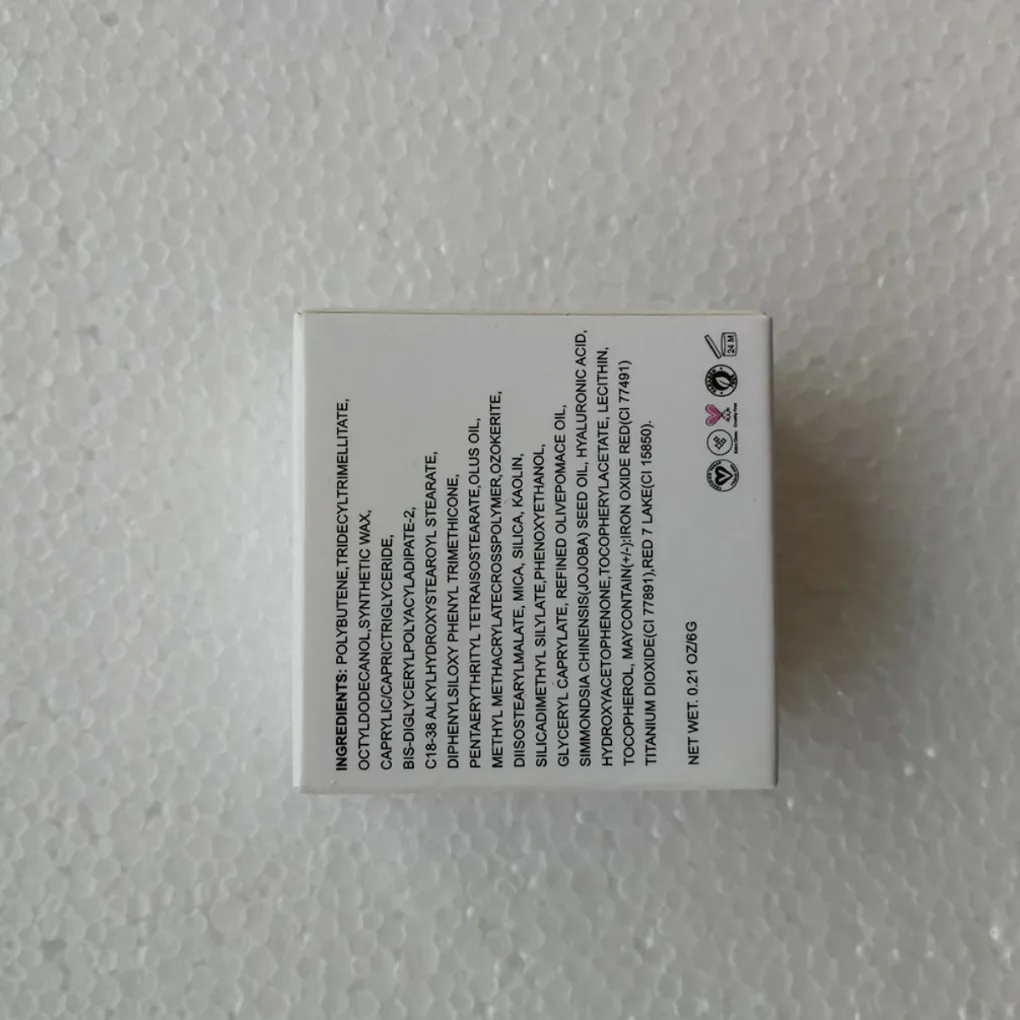 INGREDIENTS: POLYBUTENE,TRIDECYLTRIMELLITATE,
OCTYLDODECANOL,SYNTHETIC WAX,
CAPRYLIC/CAPRICTRIGLYCERIDE,
BIS-DIGLYCERYLPOLYACYLADIPATE-2,
C18-38 ALKYLHYDROXYSTEAROYL STEARATE,
DIPHENYLSILOXY PHENYL TRIMETHICONE,
PENTAERYTHRITYL TETRAISOSTEARATE,OLUS OIL,
METHYL METHACRYLATECROSSPOLYMER,OZOKERITE,
DIISOSTEARYLMALATE, MICA, SILICA, KAOLIN,
SILICADIMETHYL SILYLATE,PHENOXYETHANOL,
GLYCERYL CAPRYLATE, REFINED OLIVEPOMACE OIL,
SIMMONDSIA CHINENSIS(JOJOBA) SEED OIL, HYALURONIC ACID,
HYDROXYACETOPHENONE,TOCOPHERYLACETATE, LECITHIN,
TOCOPHEROL, MAYCONTAIN(+/-):IRON OXIDE RED(CI 77491)
TITANIUM DIOXIDE(CI 77891),RED 7 LAKE(CI 15850).
NET WET. 0.21 OZ/6G
Cruelty Free
24 M